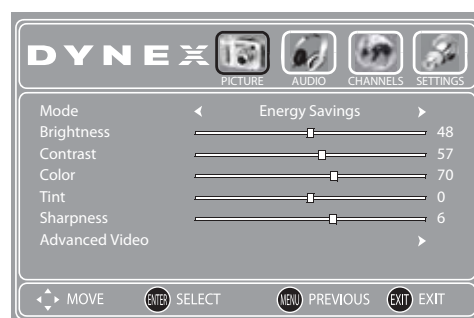 DYNEX
PICTURE AUDIO CHANNELS SETTINGS
Mode Energy Savings
Brightness 48
Contrast 57
Color 70
Tint 0
Sharpness 6
Advanced Video
MOVE ENTER SELECT MENU PREVIOUS EXIT EXIT